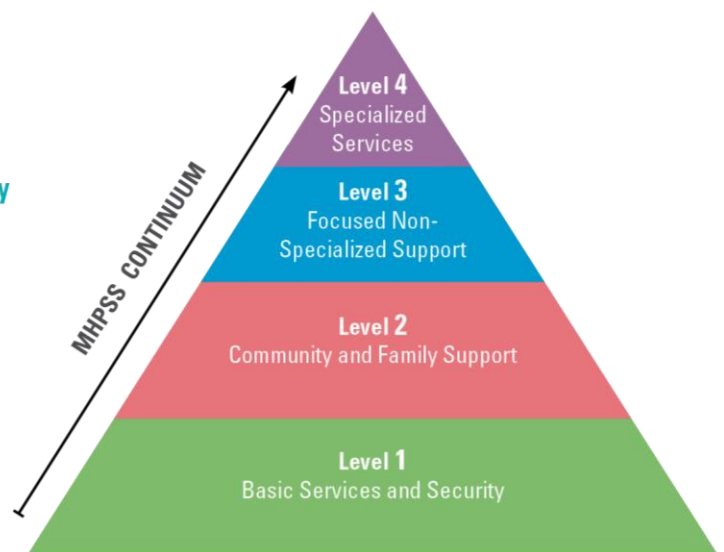 Level 4
Specialized
Services
y
MHPSS CONTINUUM
Level 3
Focused Non-
Specialized Support
Level 2
Community and Family Support
Level 1
Basic Services and Security